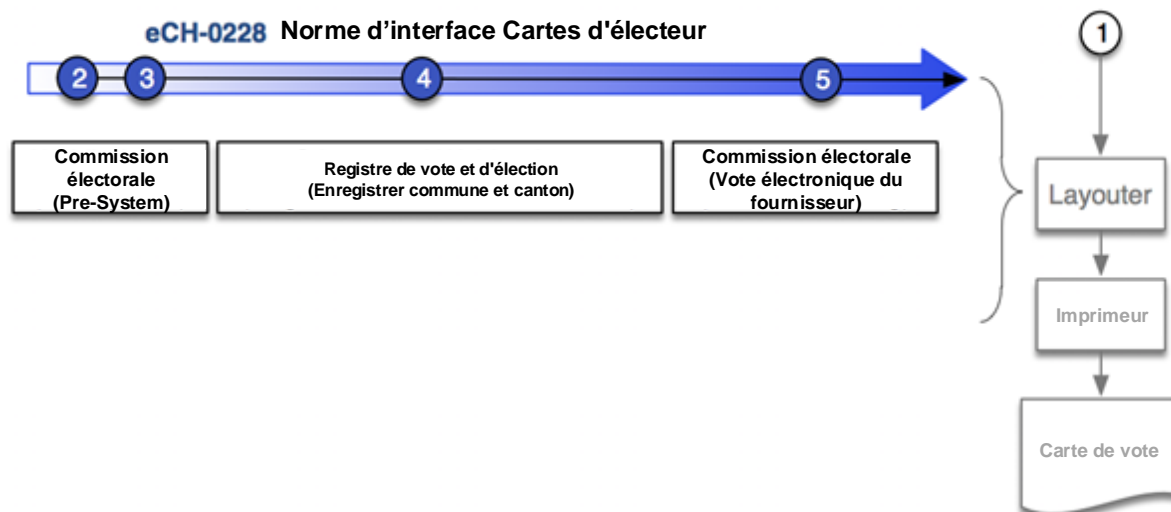 eCH-0228 Norme d’interface Cartes d'électeur
1
2
3
4
5
Commission
électorale
(Pre-System)
Registre de vote et d'élection
(Enregistrer commune et canton)
Commission électorale
(Vote électronique du
fournisseur)
Layouter
Imprimeur
Carte de vote